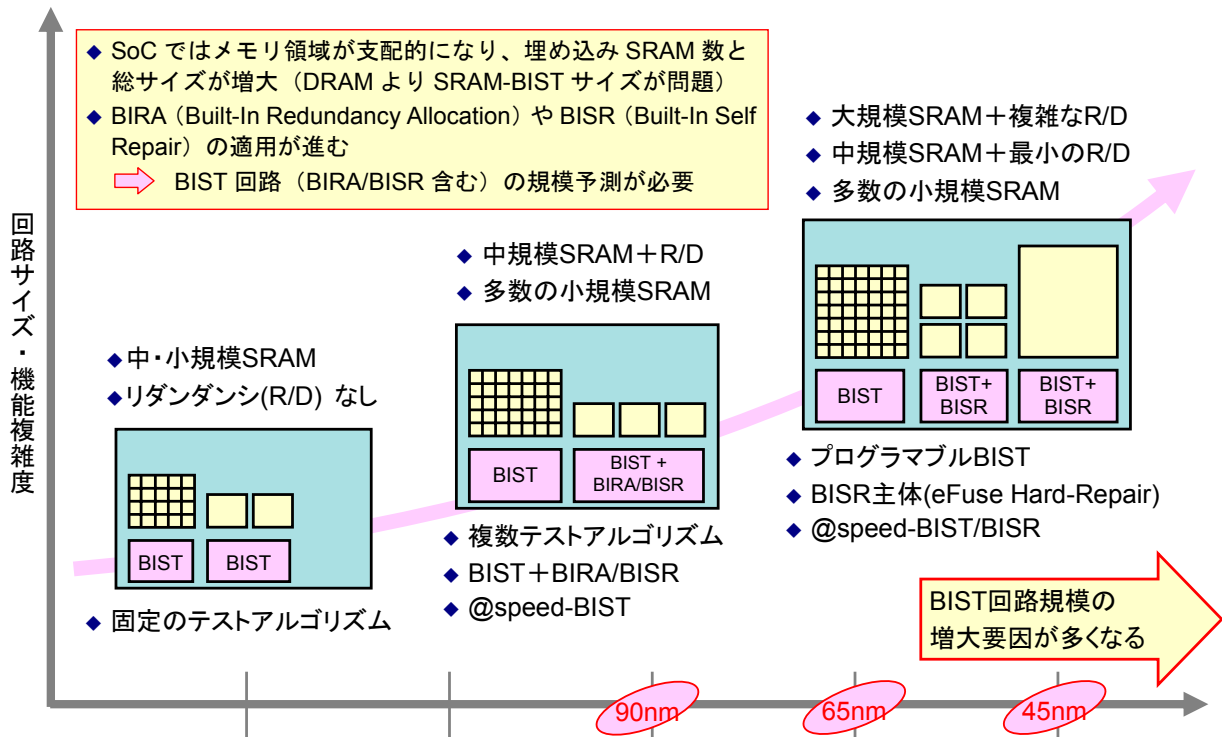 ◆ SoC ではメモリ領域が支配的になり、埋め込み SRAM 数と
総サイズが増大（DRAM より SRAM-BIST サイズが問題）
◆ BIRA（Built-In Redundancy Allocation）や BISR（Built-In Self
Repair）の適用が進む
BIST 回路（BIRA/BISR 含む）の規模予測が必要
回路サイズ・機能複雑度
◆中・小規模SRAM
◆リダンダンシ(R/D) なし
BIST
BIST
◆ 固定のテストアルゴリズム
◆ 中規模SRAM＋R/D
◆ 多数の小規模SRAM
BIST
BIST +
BIRA/BISR
◆ 複数テストアルゴリズム
◆ BIST＋BIRA/BISR
◆ @speed-BIST
◆ 大規模SRAM＋複雑なR/D
◆ 中規模SRAM＋最小のR/D
◆ 多数の小規模SRAM
BIST
BIST+
BISR
BIST+
BISR
◆ プログラマブルBIST
◆ BISR主体(eFuse Hard-Repair)
◆ @speed-BIST/BISR
BIST回路規模の
増大要因が多くなる
90nm
65nm
45nm